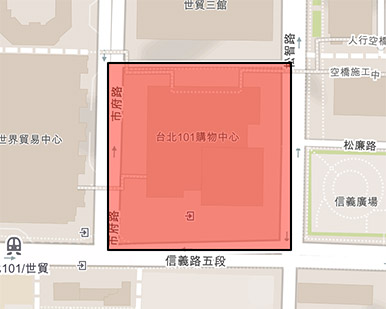 世貿三館
松智路
人行空橋
空橋施工中
市府路
台北101購物中心
世界貿易中心
松廉路
信義廣場
市府路
101/世貿
信義路五段